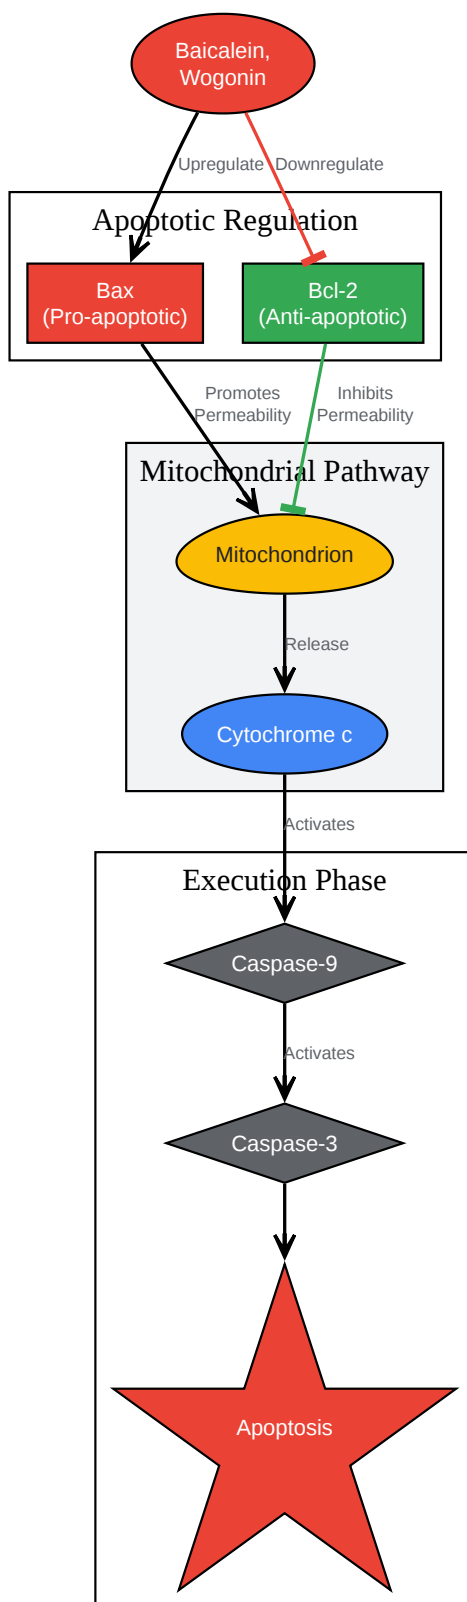 Baicalein,
Wogonin
Upregulate
Downregulate
Apoptotic Regulation
Bax
(Pro-apoptotic)
Bcl-2
(Anti-apoptotic)
Promotes
Permeability
Inhibits
Permeability
Mitochondrial Pathway
Mitochondrion
Release
Cytochrome c
Activates
Execution Phase
Caspase-9
Activates
Caspase-3
Apoptosis